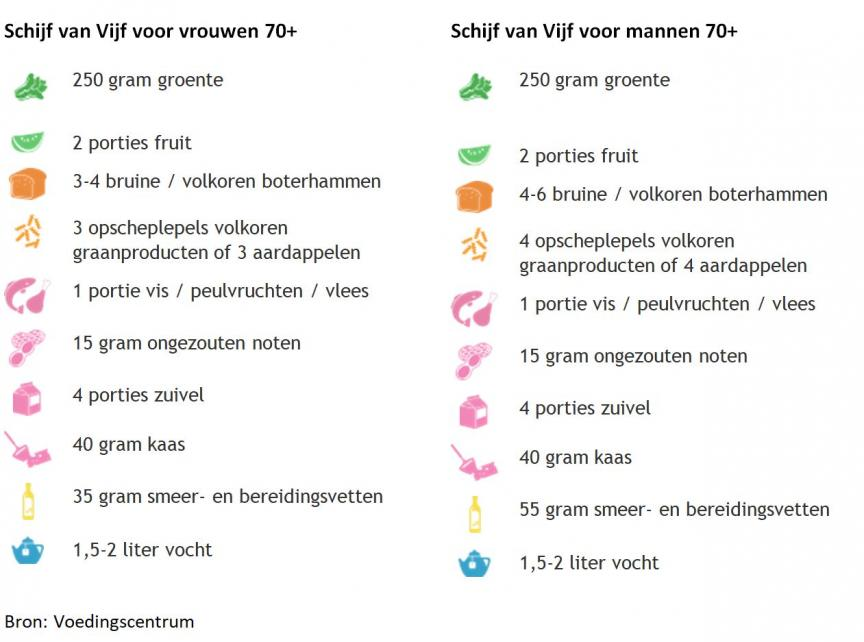 Schijf van Vijf voor vrouwen 70+
250 gram groente
2 porties fruit
3-4 bruine / volkoren boterhammen
3 opscheplepels volkoren
graanproducten of 3 aardappelen
1 portie vis / peulvruchten / vlees
15 gram ongezouten noten
4 porties zuivel
40 gram kaas
35 gram smeer- en bereidingsvetten
1,5-2 liter vocht
Schijf van Vijf voor mannen 70+
250 gram groente
2 porties fruit
4-6 bruine / volkoren boterhammen
4 opscheplepels volkoren
graanproducten of 4 aardappelen
1 portie vis / peulvruchten / vlees
15 gram ongezouten noten
4 porties zuivel
40 gram kaas
55 gram smeer- en bereidingsvetten
1,5-2 liter vocht
Bron: Voedingscentrum